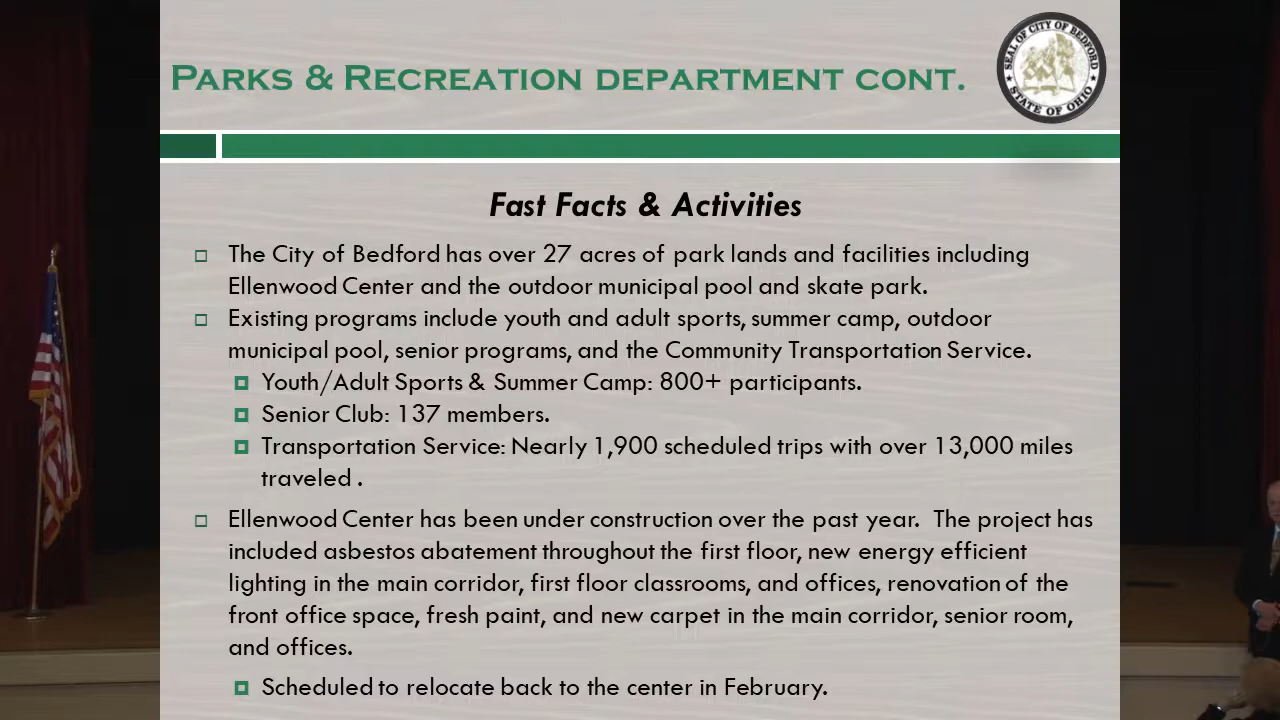 PARKS & RECREATION DEPARTMENT CONT.
SEAL OF CITY OF BEDFORD
STATE OF OHIO
Fast Facts & Activities
The City of Bedford has over 27 acres of park lands and facilities including
Ellenwood Center and the outdoor municipal pool and skate park.
Existing programs include youth and adult sports, summer camp, outdoor
municipal pool, senior programs, and the Community Transportation Service.
Youth/Adult Sports & Summer Camp: 800+ participants.
Senior Club: 137 members.
Transportation Service: Nearly 1,900 scheduled trips with over 13,000 miles
traveled .
Ellenwood Center has been under construction over the past year. The project has
included asbestos abatement throughout the first floor, new energy efficient
lighting in the main corridor, first floor classrooms, and offices, renovation of the
front office space, fresh paint, and new carpet in the main corridor, senior room,
and offices.
Scheduled to relocate back to the center in February.